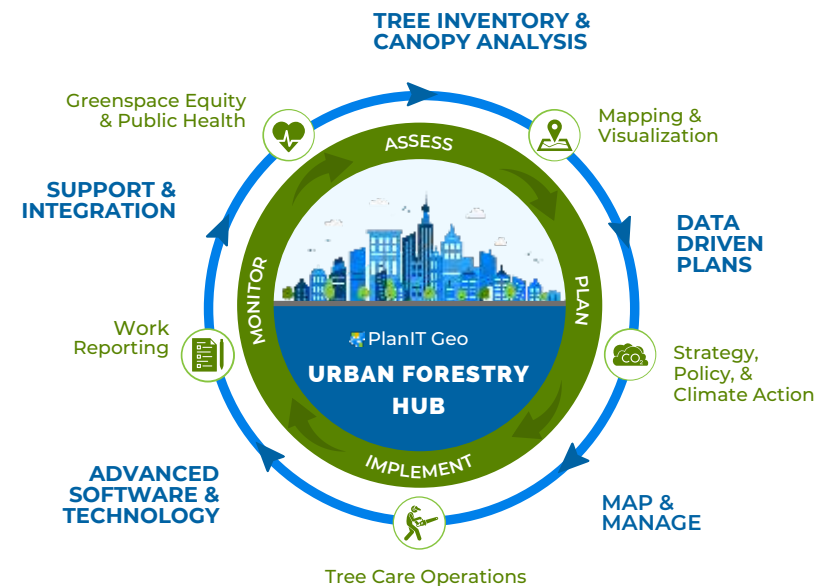 TREE INVENTORY &
CANOPY ANALYSIS
Greenspace Equity
& Public Health
Mapping &
Visualization
ASSESS
SUPPORT &
INTEGRATION
DATA
DRIVEN
PLANS
MONITOR
PLAN
Work
Reporting
PlanIT Geo
URBAN FORESTRY
HUB
CO₂
Strategy,
Policy, &
Climate Action
IMPLEMENT
ADVANCED
SOFTWARE &
TECHNOLOGY
MAP &
MANAGE
Tree Care Operations